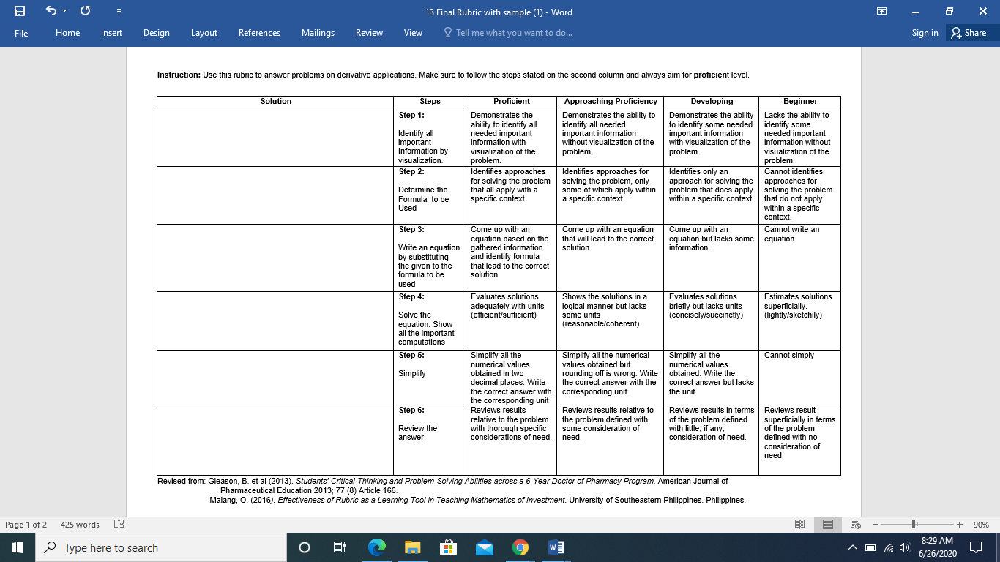 13 Final Rubric with sample (1) - Word
File Home Insert Design Layout References Mailings Review View Tell me what you want to do... Sign in Share
Instruction: Use this rubric to answer problems on derivative applications. Make sure to follow the steps stated on the second column and always aim for proficient level.
Solution Steps Proficient Approaching Proficiency Developing Beginner
Step 1:
Identify all
important
Information by
visualization.
Demonstrates the
ability to identify all
needed important
information with
visualization of the
problem.
Demonstrates the ability to
identify all needed
important information
without visualization of the
problem.
Demonstrates the ability
to identify some needed
important information
with visualization of the
problem.
Lacks the ability to
identify some
needed important
information without
visualization of the
problem.
Step 2:
Determine the
Formula to be
Used
Identifies approaches
for solving the problem
that all apply with a
specific context.
Identifies approaches for
solving the problem, only
some of which apply within
a specific context.
Identifies only an
approach for solving the
problem that does apply
within a specific context.
Cannot identifies
approaches for
solving the problem
that do not apply
within a specific
context.
Step 3:
Write an equation
by substituting
the given to the
formula to be
used
Come up with an
equation based on the
gathered information
and identify formula
that lead to the correct
solution
Come up with an equation
that will lead to the correct
solution
Come up with an
equation but lacks some
information.
Cannot write an
equation.
Step 4:
Solve the
equation. Show
all the important
computations
Evaluates solutions
adequately with units
(efficient/sufficient)
Shows the solutions in a
logical manner but lacks
some units
(reasonable/coherent)
Evaluates solutions
briefly but lacks units
(concisely/succinctly)
Estimates solutions
superficially.
(lightly/sketchily)
Step 5:
Simplify
Simplify all the
numerical values
obtained in two
decimal places. Write
the correct answer with
the corresponding unit
Simplify all the numerical
values obtained but
rounding off is wrong. Write
the correct answer with the
corresponding unit
Simplify all the
numerical values
obtained. Write the
correct answer but lacks
the unit.
Cannot simply
Step 6:
Review the
answer
Reviews results
relative to the problem
with thorough specific
considerations of need.
Reviews results relative to
the problem defined with
some consideration of
need.
Reviews results in terms
of the problem defined
with little, if any,
consideration of need.
Reviews result
superficially in terms
of the problem
defined with no
consideration of
need.
Revised from: Gleason, B. et al (2013). Students' Critical-Thinking and Problem-Solving Abilities across a 6-Year Doctor of Pharmacy Program. American Journal of
Pharmaceutical Education 2013; 77 (8) Article 166.
Malang, O. (2016). Effectiveness of Rubric as a Learning Tool in Teaching Mathematics of Investment. University of Southeastern Philippines. Philippines.
Page 1 of 2 425 words 90%
Type here to search
8:29 AM
6/26/2020